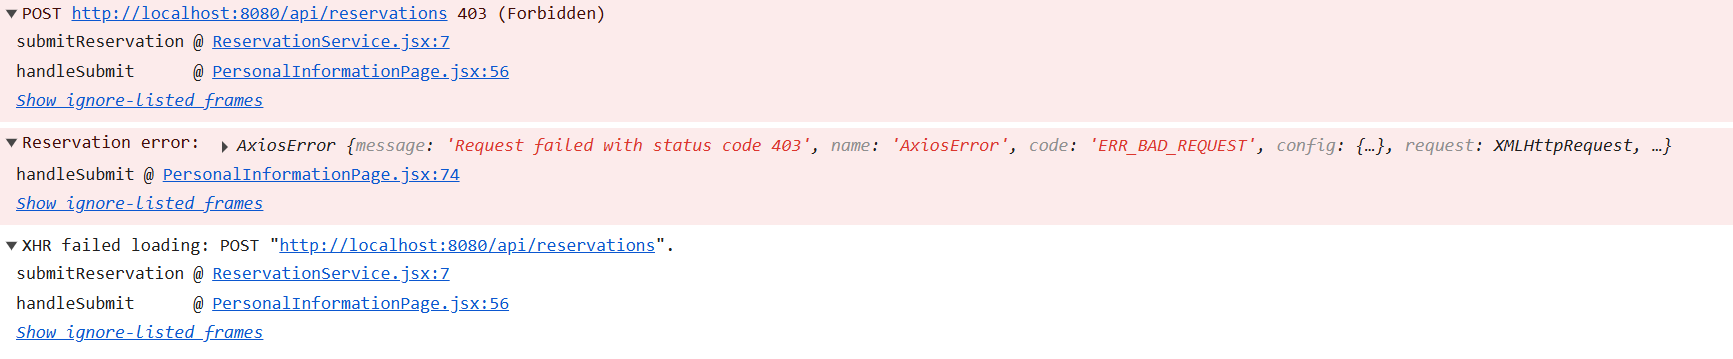 ▼POST http://localhost:8080/api/reservations 403 (Forbidden)
submitReservation @ ReservationService.jsx:7
handleSubmit @ PersonalInformationPage.jsx:56
Show ignore-listed frames
▼Reservation error: ▶ AxiosError {message: 'Request failed with status code 403', name: 'AxiosError', code: 'ERR_BAD_REQUEST', config: {…}, request: XMLHttpRequest, …}
handleSubmit @ PersonalInformationPage.jsx:74
Show ignore-listed frames
▼XHR failed loading: POST "http://localhost:8080/api/reservations".
submitReservation @ ReservationService.jsx:7
handleSubmit @ PersonalInformationPage.jsx:56
Show ignore-listed frames